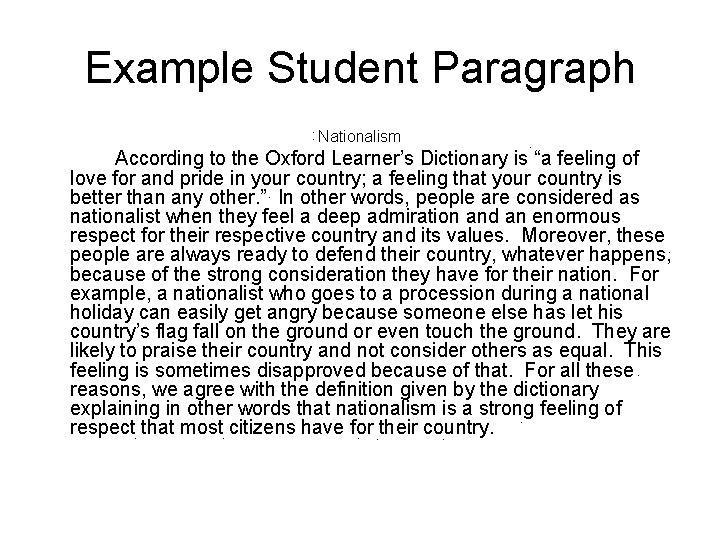 Example Student Paragraph
Nationalism
According to the Oxford Learner’s Dictionary is “a feeling of
love for and pride in your country; a feeling that your country is
better than any other.” In other words, people are considered as
nationalist when they feel a deep admiration and an enormous
respect for their respective country and its values. Moreover, these
people are always ready to defend their country, whatever happens,
because of the strong consideration they have for their nation. For
example, a nationalist who goes to a procession during a national
holiday can easily get angry because someone else has let his
country’s flag fall on the ground or even touch the ground. They are
likely to praise their country and not consider others as equal. This
feeling is sometimes disapproved because of that. For all these
reasons, we agree with the definition given by the dictionary
explaining in other words that nationalism is a strong feeling of
respect that most citizens have for their country.